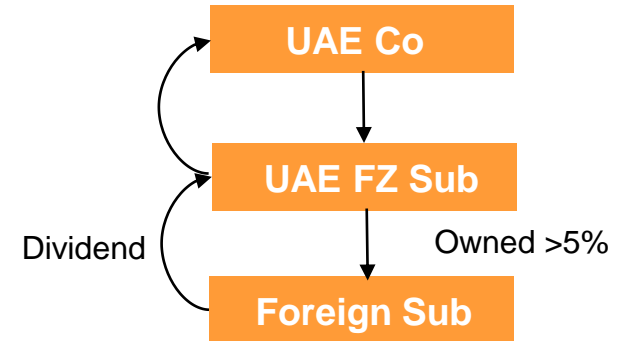 UAE Co
UAE FZ Sub
Dividend
Owned >5%
Foreign Sub